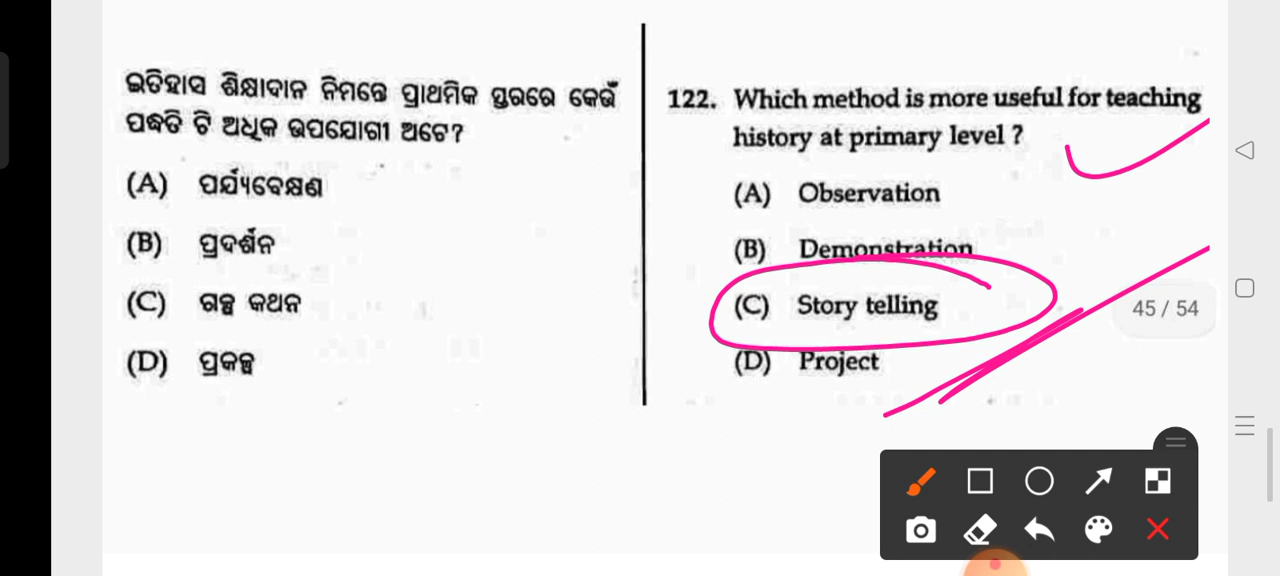 ଇତିହାସ ଶିକ୍ଷାଦାନ ନିମନ୍ତେ ପ୍ରାଥମିକ ସ୍ତରରେ କେଉଁ
ପଦ୍ଧତି ଟି ଅଧିକ ଉପଯୋଗୀ ଅଟେ?
(A) ପର୍ଯ୍ୟବେକ୍ଷଣ
(B) ପ୍ରଦର୍ଶନ
(C) ଗଳ୍ପ କଥନ
(D) ପ୍ରକଳ୍ପ
122. Which method is more useful for teaching
history at primary level ?
(A) Observation
(B) Demonstration
(C) Story telling
(D) Project
45 / 54